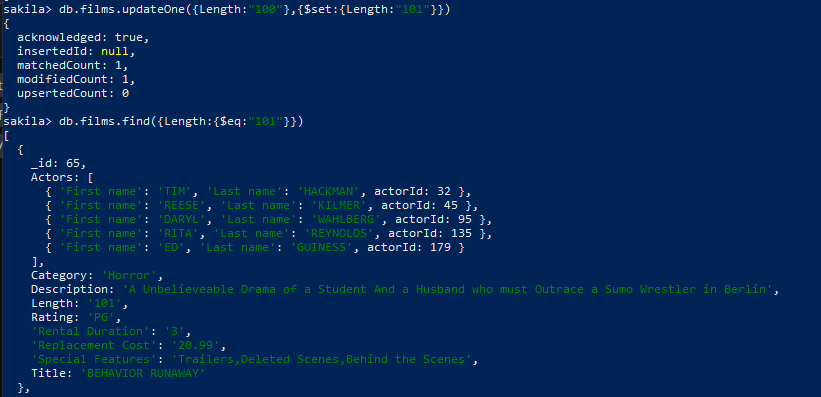 sakila> db.films.updateOne({Length:"100"},{$set:{Length:"101"}})
{
  acknowledged: true,
  insertedId: null,
  matchedCount: 1,
  modifiedCount: 1,
  upsertedCount: 0
}
sakila> db.films.find({Length:{$eq:"101"}})
[
  {
    _id: 65,
    Actors: [
      { 'First name': 'TIM', 'Last name': 'HACKMAN', actorId: 32 },
      { 'First name': 'REESE', 'Last name': 'KILMER', actorId: 45 },
      { 'First name': 'DARYL', 'Last name': 'WAHLBERG', actorId: 95 },
      { 'First name': 'RITA', 'Last name': 'REYNOLDS', actorId: 135 },
      { 'First name': 'ED', 'Last name': 'GUINESS', actorId: 179 }
    ],
    Category: 'Horror',
    Description: 'A Unbelieveable Drama of a Student And a Husband who must Outrace a Sumo Wrestler in Berlin',
    Length: '101',
    Rating: 'PG',
    'Rental Duration': '3',
    'Replacement Cost': '20.99',
    'Special Features': 'Trailers,Deleted Scenes,Behind the Scenes',
    Title: 'BEHAVIOR RUNAWAY'
  },